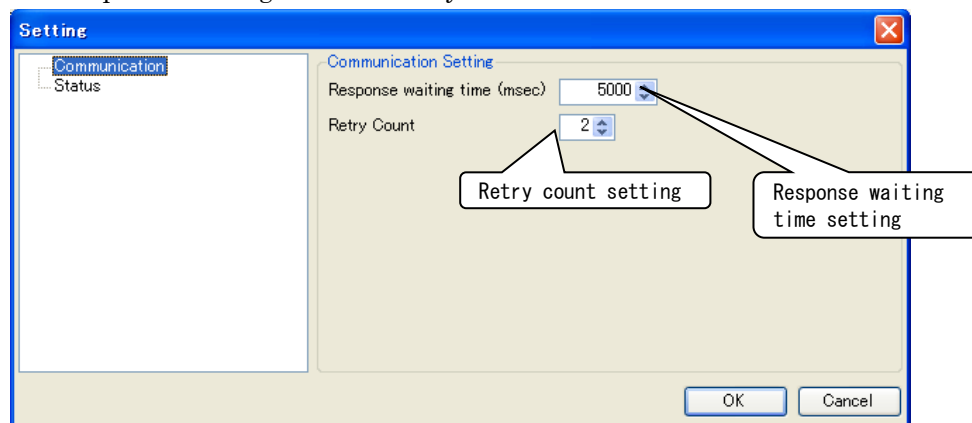 Setting
Communication
Status
Communication Setting
Response waiting time (msec) 5000
Retry Count 2
Retry count setting
Response waiting
time setting
OK Cancel